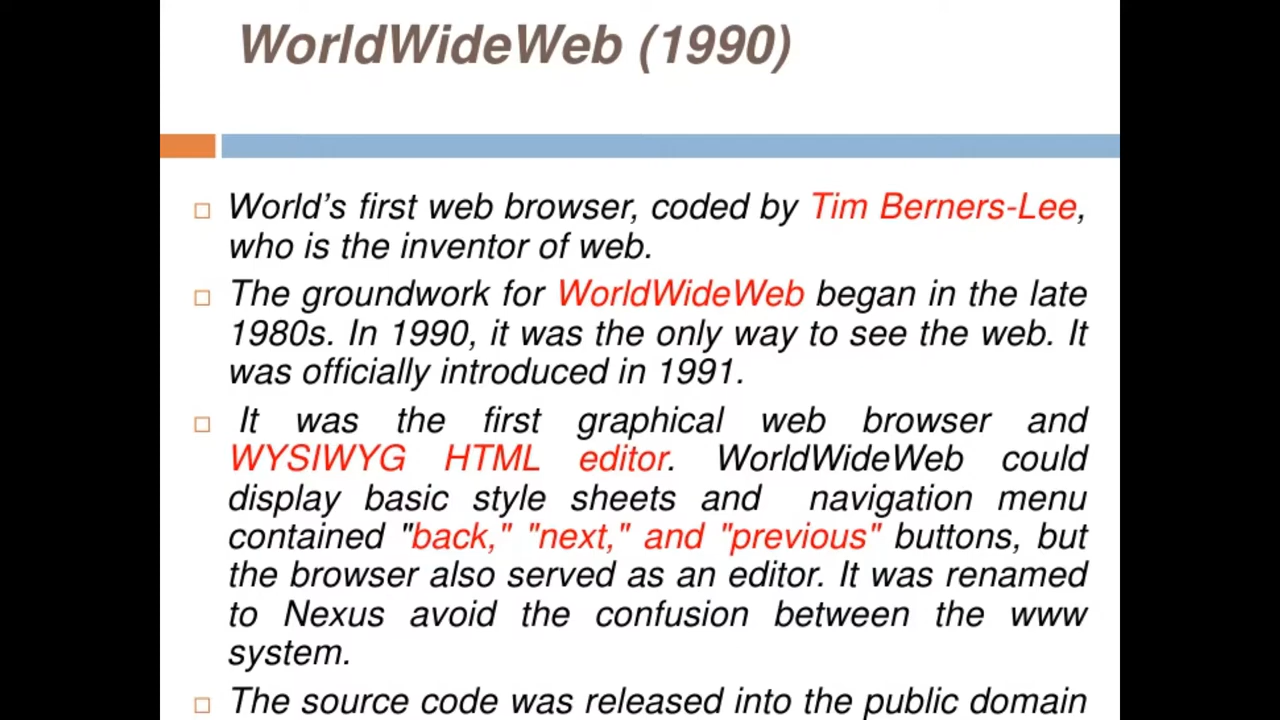 WorldWideWeb (1990)
World’s first web browser, coded by Tim Berners-Lee,
who is the inventor of web.
The groundwork for WorldWideWeb began in the late
1980s. In 1990, it was the only way to see the web. It
was officially introduced in 1991.
It was the first graphical web browser and
WYSIWYG HTML editor. WorldWideWeb could
display basic style sheets and navigation menu
contained "back," "next," and "previous" buttons, but
the browser also served as an editor. It was renamed
to Nexus avoid the confusion between the www
system.
The source code was released into the public domain